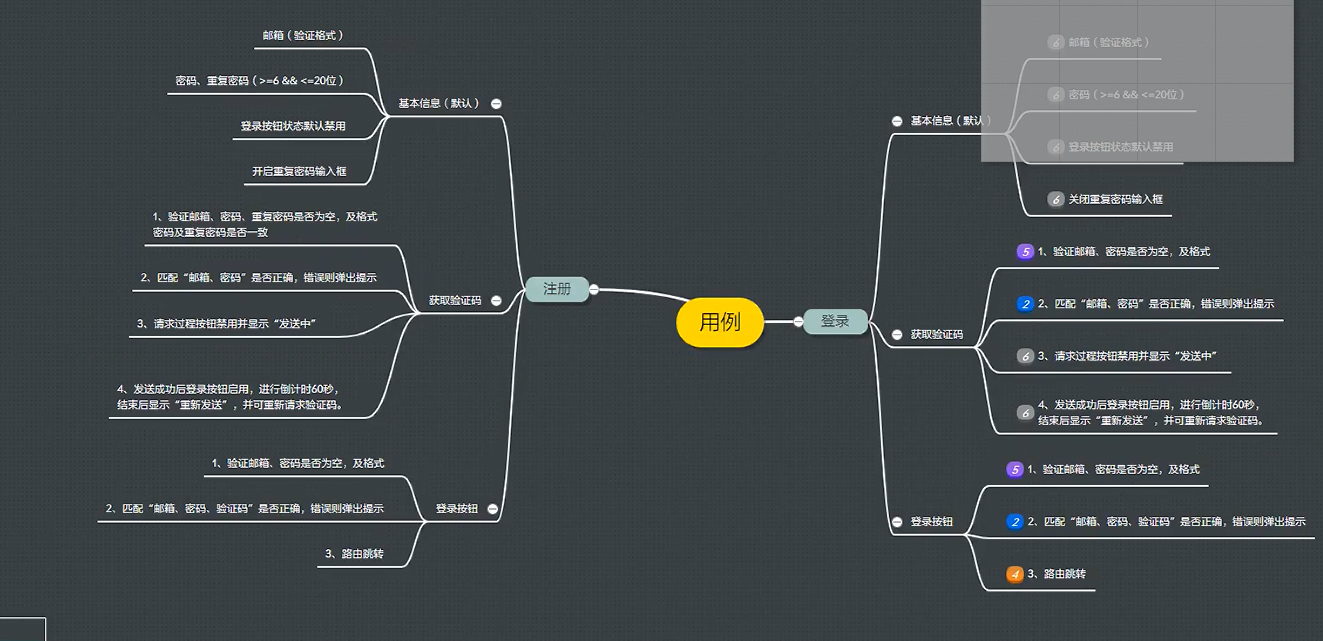 用例
注册
基本信息（默认）
邮箱（验证格式）
密码、重复密码（>=6 && <=20位）
登录按钮状态默认禁用
开启重复密码输入框
获取验证码
1、验证邮箱、密码、重复密码是否为空，及格式
密码及重复密码是否一致
2、匹配“邮箱、密码”是否正确，错误则弹出提示
3、请求过程按钮禁用并显示“发送中”
4、发送成功后登录按钮启用，进行倒计时60秒，
结束后显示“重新发送”，并可重新请求验证码。
登录按钮
1、验证邮箱、密码是否为空，及格式
2、匹配“邮箱、密码、验证码”是否正确，错误则弹出提示
3、路由跳转
登录
基本信息（默认）
6 邮箱（验证格式）
6 密码（>=6 && <=20位）
6 登录按钮状态默认禁用
6 关闭重复密码输入框
获取验证码
5 1、验证邮箱、密码是否为空，及格式
2 2、匹配“邮箱、密码”是否正确，错误则弹出提示
6 3、请求过程按钮禁用并显示“发送中”
6 4、发送成功后登录按钮启用，进行倒计时60秒，
结束后显示“重新发送”，并可重新请求验证码。
登录按钮
5 1、验证邮箱、密码是否为空，及格式
2 2、匹配“邮箱、密码、验证码”是否正确，错误则弹出提示
4 3、路由跳转